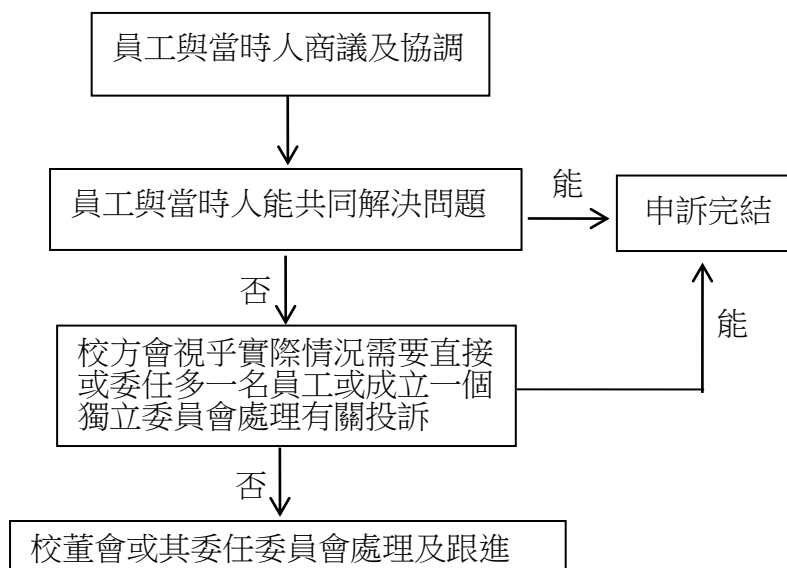 員工與當時人商議及協調
員工與當時人能共同解決問題
能
申訴完結
否
校方會視乎實際情況需要直接
或委任多一名員工或成立一個
獨立委員會處理有關投訴
能
否
校董會或其委任委員會處理及跟進